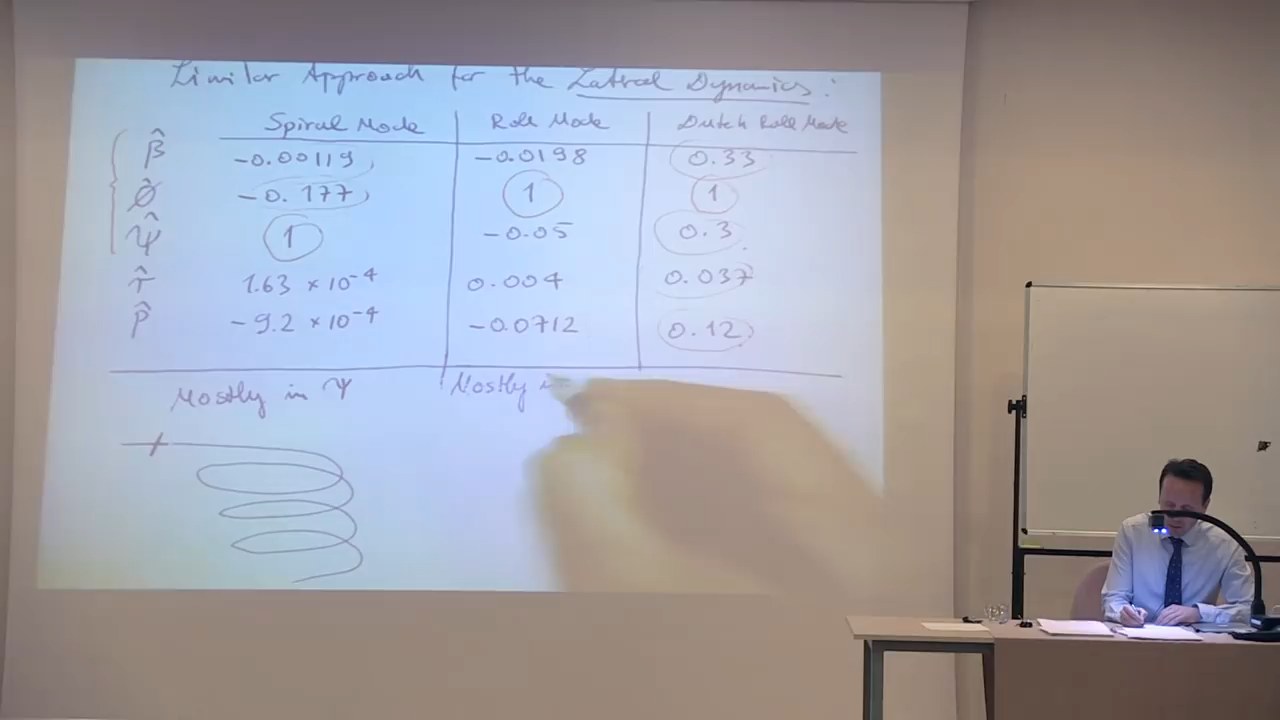 Similar Approach for the Lateral Dynamics:
Spiral Mode Roll Mode Dutch Roll Mode
β̂ -0.00119 -0.0198 0.33
φ̂ -0.177 1 1
ψ̂ 1 -0.05 0.3
r̂ 1.63 × 10⁻⁴ 0.004 0.037
p̂ -9.2 × 10⁻⁴ -0.0712 0.12
Mostly in ψ Mostly